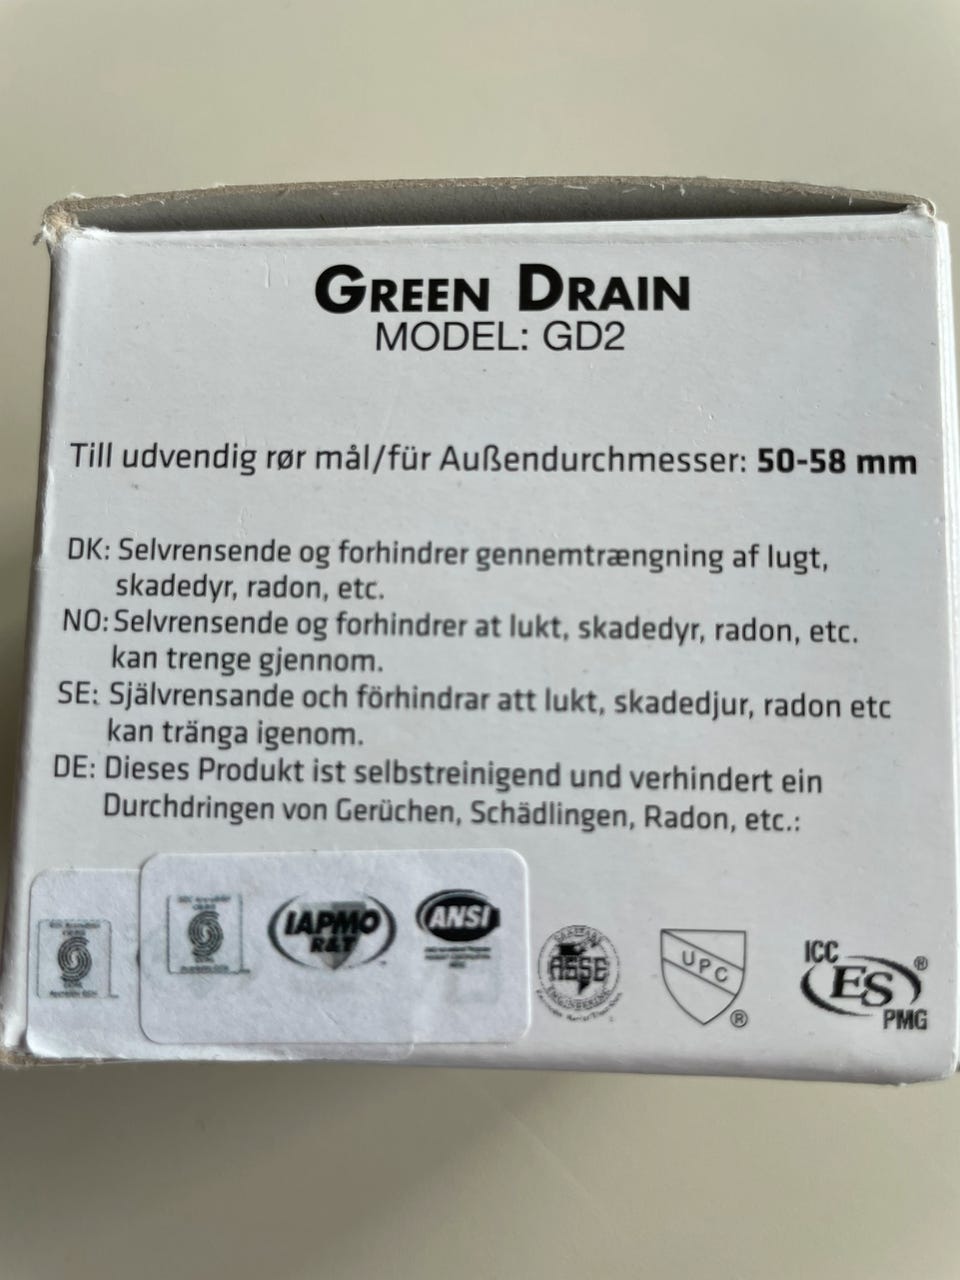 GREEN DRAIN
MODEL: GD2
Till udvendig rør mål/für Außendurchmesser: 50-58 mm
DK: Selvrensende og forhindrer gennemtrængning af lugt,
skadedyr, radon, etc.
NO: Selvrensende og forhindrer at lukt, skadedyr, radon, etc.
kan trenge gjennom.
SE: Självrensande och förhindrar att lukt, skadedjur, radon etc
kan tränga igenom.
DE: Dieses Produkt ist selbstreinigend und verhindert ein
Durchdringen von Gerüchen, Schädlingen, Radon, etc.:
IAPMO
R&T
ANSI
SANITARY
ASSE
ENGINEERING
UPC
®
ICC
ES ®
PMG